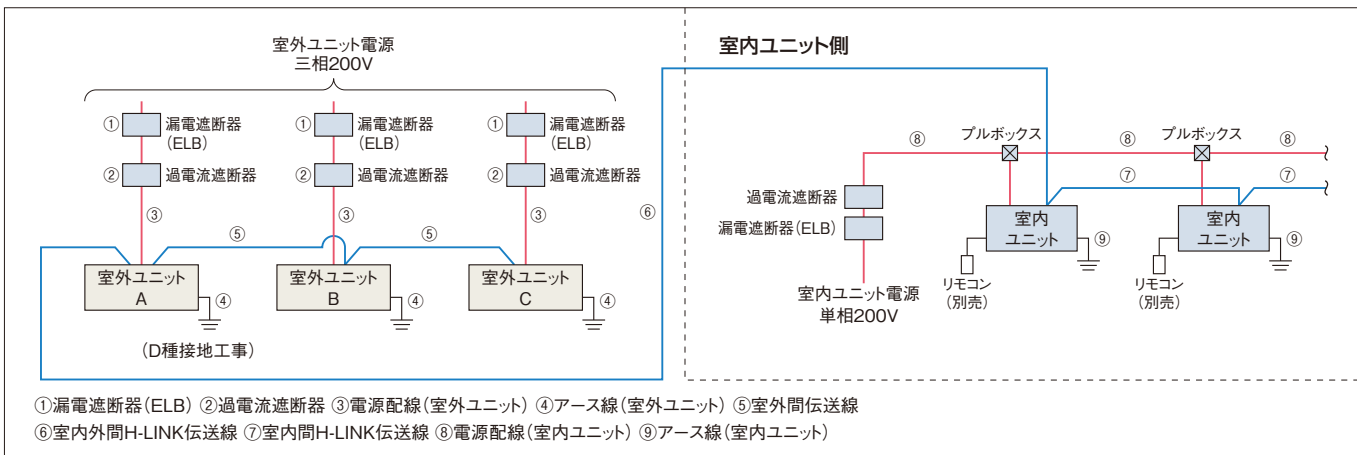 室外ユニット電源
三相200V
室内ユニット側
① 漏電遮断器
(ELB)
① 漏電遮断器
(ELB)
① 漏電遮断器
(ELB)
② 過電流遮断器
② 過電流遮断器
② 過電流遮断器
③
③
③
⑤
⑤
⑥
室外ユニット
A
室外ユニット
B
室外ユニット
C
④
④
④
(D種接地工事)
⑧
プルボックス
⑧
プルボックス
⑧
過電流遮断器
漏電遮断器(ELB)
⑦
⑦
室内
ユニット
室内
ユニット
⑨
⑨
リモコン
(別売)
リモコン
(別売)
室内ユニット電源
単相200V
①漏電遮断器(ELB) ②過電流遮断器 ③電源配線(室外ユニット) ④アース線(室外ユニット) ⑤室外間伝送線
⑥室内外間H-LINK伝送線 ⑦室内間H-LINK伝送線 ⑧電源配線(室内ユニット) ⑨アース線(室内ユニット)